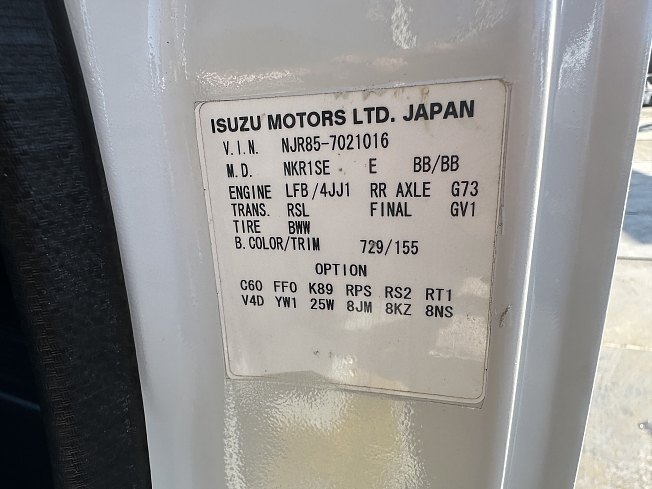 ISUZU MOTORS LTD. JAPAN
V.I.N. NJR85-7021016
M.D. NKR1SE E BB/BB
ENGINE LFB/4JJ1 RR AXLE G73
TRANS. RSL FINAL GV1
TIRE BWW
B.COLOR/TRIM 729/155
OPTION
C60 FF0 K89 RPS RS2 RT1
V4D YW1 25W 8JM 8KZ 8NS